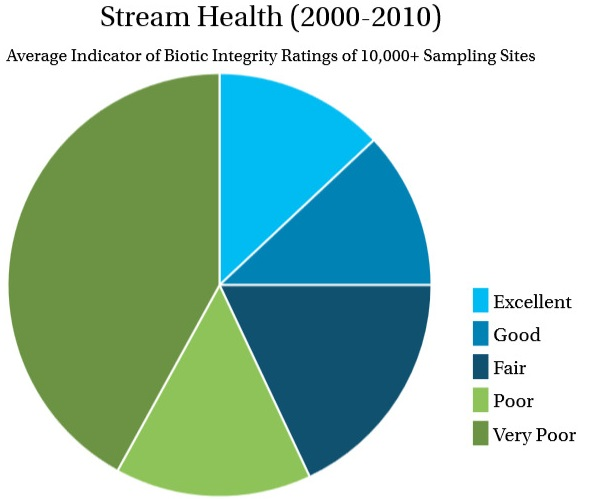 Stream Health (2000-2010)
Average Indicator of Biotic Integrity Ratings of 10,000+ Sampling Sites
Excellent
Good
Fair
Poor
Very Poor